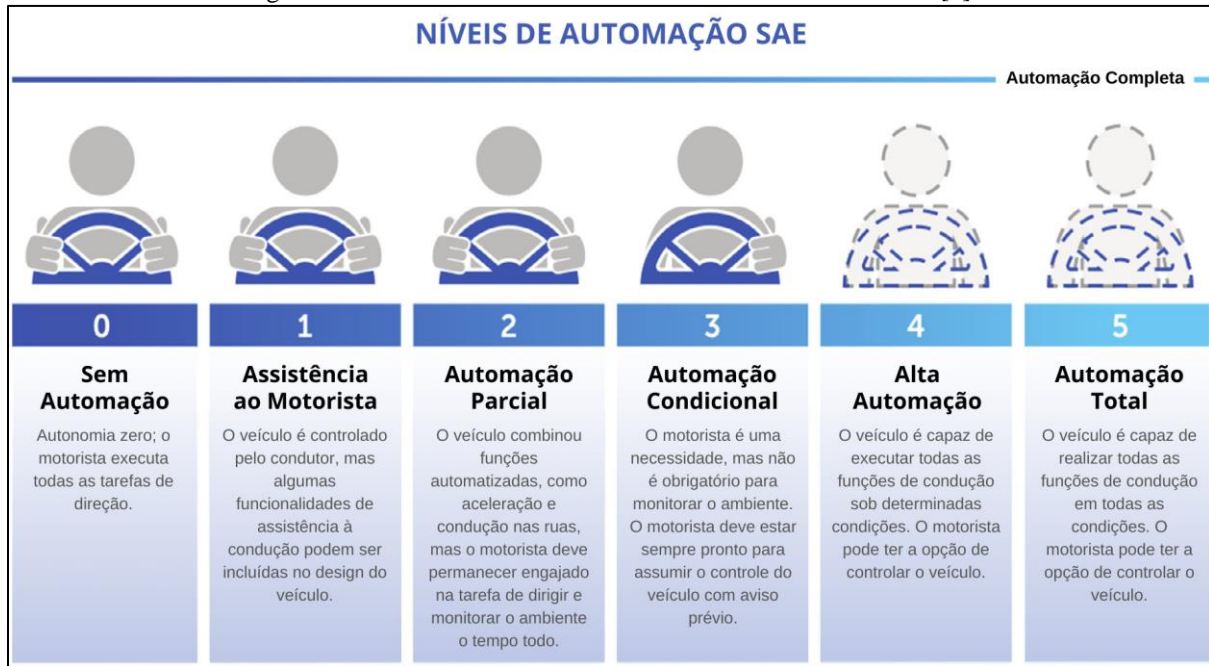 NÍVEIS DE AUTOMAÇÃO SAE
Automação Completa
0
Sem
Automação
Autonomia zero; o
motorista executa
todas as tarefas de
direção.
1
Assistência
ao Motorista
O veículo é controlado
pelo condutor, mas
algumas
funcionalidades de
assistência à
condução podem ser
incluídas no design do
veículo.
2
Automação
Parcial
O veículo combinou
funções
automatizadas, como
aceleração e
condução nas ruas,
mas o motorista deve
permanecer engajado
na tarefa de dirigir e
monitorar o ambiente
o tempo todo.
3
Automação
Condicional
O motorista é uma
necessidade, mas não
é obrigatório para
monitorar o ambiente.
O motorista deve estar
sempre pronto para
assumir o controle do
veículo com aviso
prévio.
4
Alta
Automação
O veículo é capaz de
executar todas as
funções de condução
sob determinadas
condições. O motorista
pode ter a opção de
controlar o veículo.
5
Automação
Total
O veículo é capaz de
realizar todas as
funções de condução
em todas as
condições. O
motorista pode ter a
opção de controlar o
veículo.